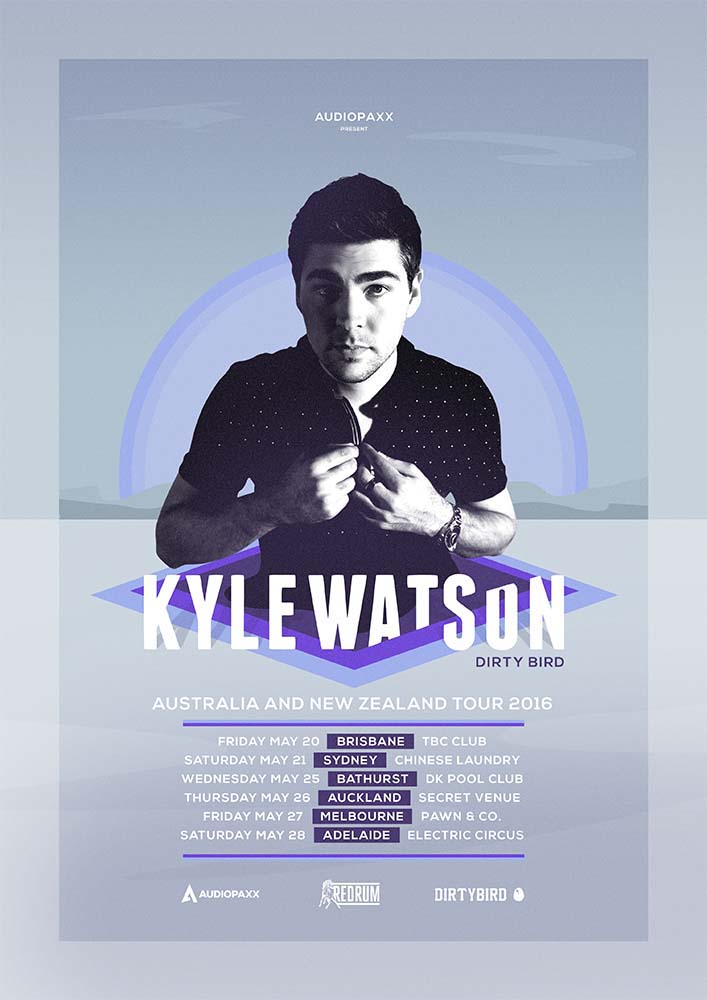 AUDIOPAXX
PRESENT
KYLE WATSON
DIRTY BIRD
AUSTRALIA AND NEW ZEALAND TOUR 2016
FRIDAY MAY 20 BRISBANE TBC CLUB
SATURDAY MAY 21 SYDNEY CHINESE LAUNDRY
WEDNESDAY MAY 25 BATHURST DK POOL CLUB
THURSDAY MAY 26 AUCKLAND SECRET VENUE
FRIDAY MAY 27 MELBOURNE PAWN & CO.
SATURDAY MAY 28 ADELAIDE ELECTRIC CIRCUS
AUDIOPAXX REDRUM DIRTYBIRD